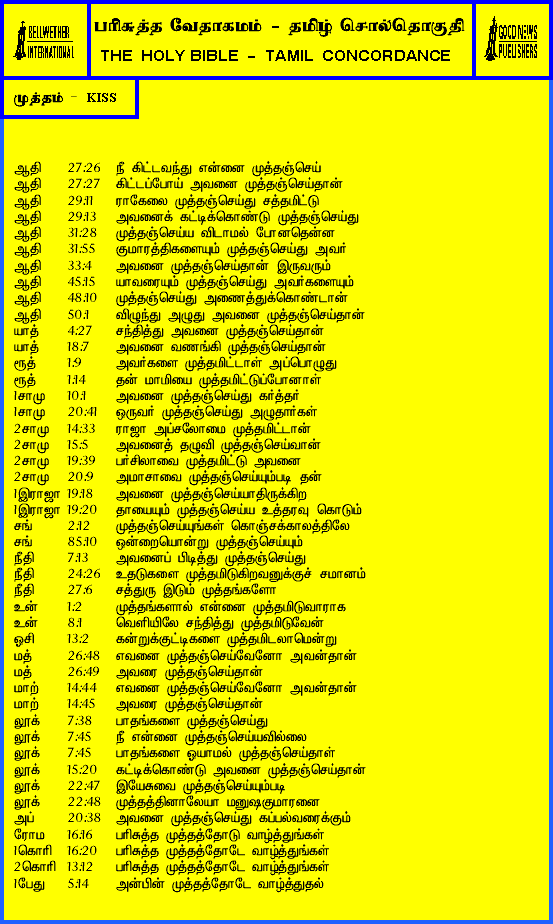 BELLWETHER
INTERNATIONAL
பரிசுத்த வேதாகமம் - தமிழ் சொல்தொகுதி
THE HOLY BIBLE - TAMIL CONCORDANCE
GOOD NEWS
PUBLISHERS
முத்தம் - KISS
ஆதி 27:26 நீ கிட்டவந்து என்னை முத்தஞ்செய்
ஆதி 27:27 கிட்டப்போய் அவனை முத்தஞ்செய்தான்
ஆதி 29:11 ராகேலை முத்தஞ்செய்து சத்தமிட்டு
ஆதி 29:13 அவனைக் கட்டிக்கொண்டு முத்தஞ்செய்து
ஆதி 31:28 முத்தஞ்செய்ய விடாமல் போனதென்ன
ஆதி 31:55 குமாரத்திகளையும் முத்தஞ்செய்து அவர்
ஆதி 33:4 அவனை முத்தஞ்செய்தான் இருவரும்
ஆதி 45:15 யாவரையும் முத்தஞ்செய்து அவர்களையும்
ஆதி 48:10 முத்தஞ்செய்து அணைத்துக்கொண்டான்
ஆதி 50:1 விழுந்து அழுது அவனை முத்தஞ்செய்தான்
யாத் 4:27 சந்தித்து அவனை முத்தஞ்செய்தான்
யாத் 18:7 அவனை வணங்கி முத்தஞ்செய்தான்
ரூத் 1:9 அவர்களை முத்தமிட்டாள் அப்பொழுது
ரூத் 1:14 தன் மாமியை முத்தமிட்டுப்போனாள்
1சாமு 10:1 அவனை முத்தஞ்செய்து கர்த்தர்
1சாமு 20:41 ஒருவர் முத்தஞ்செய்து அழுதார்கள்
2சாமு 14:33 ராஜா அப்சலோமை முத்தமிட்டான்
2சாமு 15:5 அவனைத் தழுவி முத்தஞ்செய்வான்
2சாமு 19:39 பர்சிலாவை முத்தமிட்டு அவனை
2சாமு 20:9 அமாசாவை முத்தஞ்செய்யும்படி தன்
1இராஜா 19:18 அவனை முத்தஞ்செய்யாதிருக்கிற
1இராஜா 19:20 தாயையும் முத்தஞ்செய்ய உத்தரவு கொடும்
சங் 2:12 முத்தஞ்செய்யுங்கள் கொஞ்சக்காலத்திலே
சங் 85:10 ஒன்றையொன்று முத்தஞ்செய்யும்
நீதி 7:13 அவனைப் பிடித்து முத்தஞ்செய்து
நீதி 24:26 உதடுகளை முத்தமிடுகிறவனுக்குச் சமானம்
நீதி 27:6 சத்துரு இடும் முத்தங்களோ
உன் 1:2 முத்தங்களால் என்னை முத்தமிடுவாராக
உன் 8:1 வெளியிலே சந்தித்து முத்தமிடுவேன்
ஓசி 13:2 கன்றுக்குட்டிகளை முத்தமிடலாமென்று
மத் 26:48 எவனை முத்தஞ்செய்வேனோ அவன்தான்
மத் 26:49 அவரை முத்தஞ்செய்தான்
மாற் 14:44 எவனை முத்தஞ்செய்வேனோ அவன்தான்
மாற் 14:45 அவரை முத்தஞ்செய்தான்
லூக் 7:38 பாதங்களை முத்தஞ்செய்து
லூக் 7:45 நீ என்னை முத்தஞ்செய்யவில்லை
லூக் 7:45 பாதங்களை ஓயாமல் முத்தஞ்செய்தாள்
லூக் 15:20 கட்டிக்கொண்டு அவனை முத்தஞ்செய்தான்
லூக் 22:47 இயேசுவை முத்தஞ்செய்யும்படி
லூக் 22:48 முத்தத்தினாலேயா மனுஷகுமாரனை
அப் 20:38 அவனை முத்தஞ்செய்து கப்பல்வரைக்கும்
ரோம 16:16 பரிசுத்த முத்தத்தோடு வாழ்த்துங்கள்
1கொரி 16:20 பரிசுத்த முத்தத்தோடே வாழ்த்துங்கள்
2கொரி 13:12 பரிசுத்த முத்தத்தோடே வாழ்த்துங்கள்
1பேது 5:14 அன்பின் முத்தத்தோடே வாழ்த்துதல்